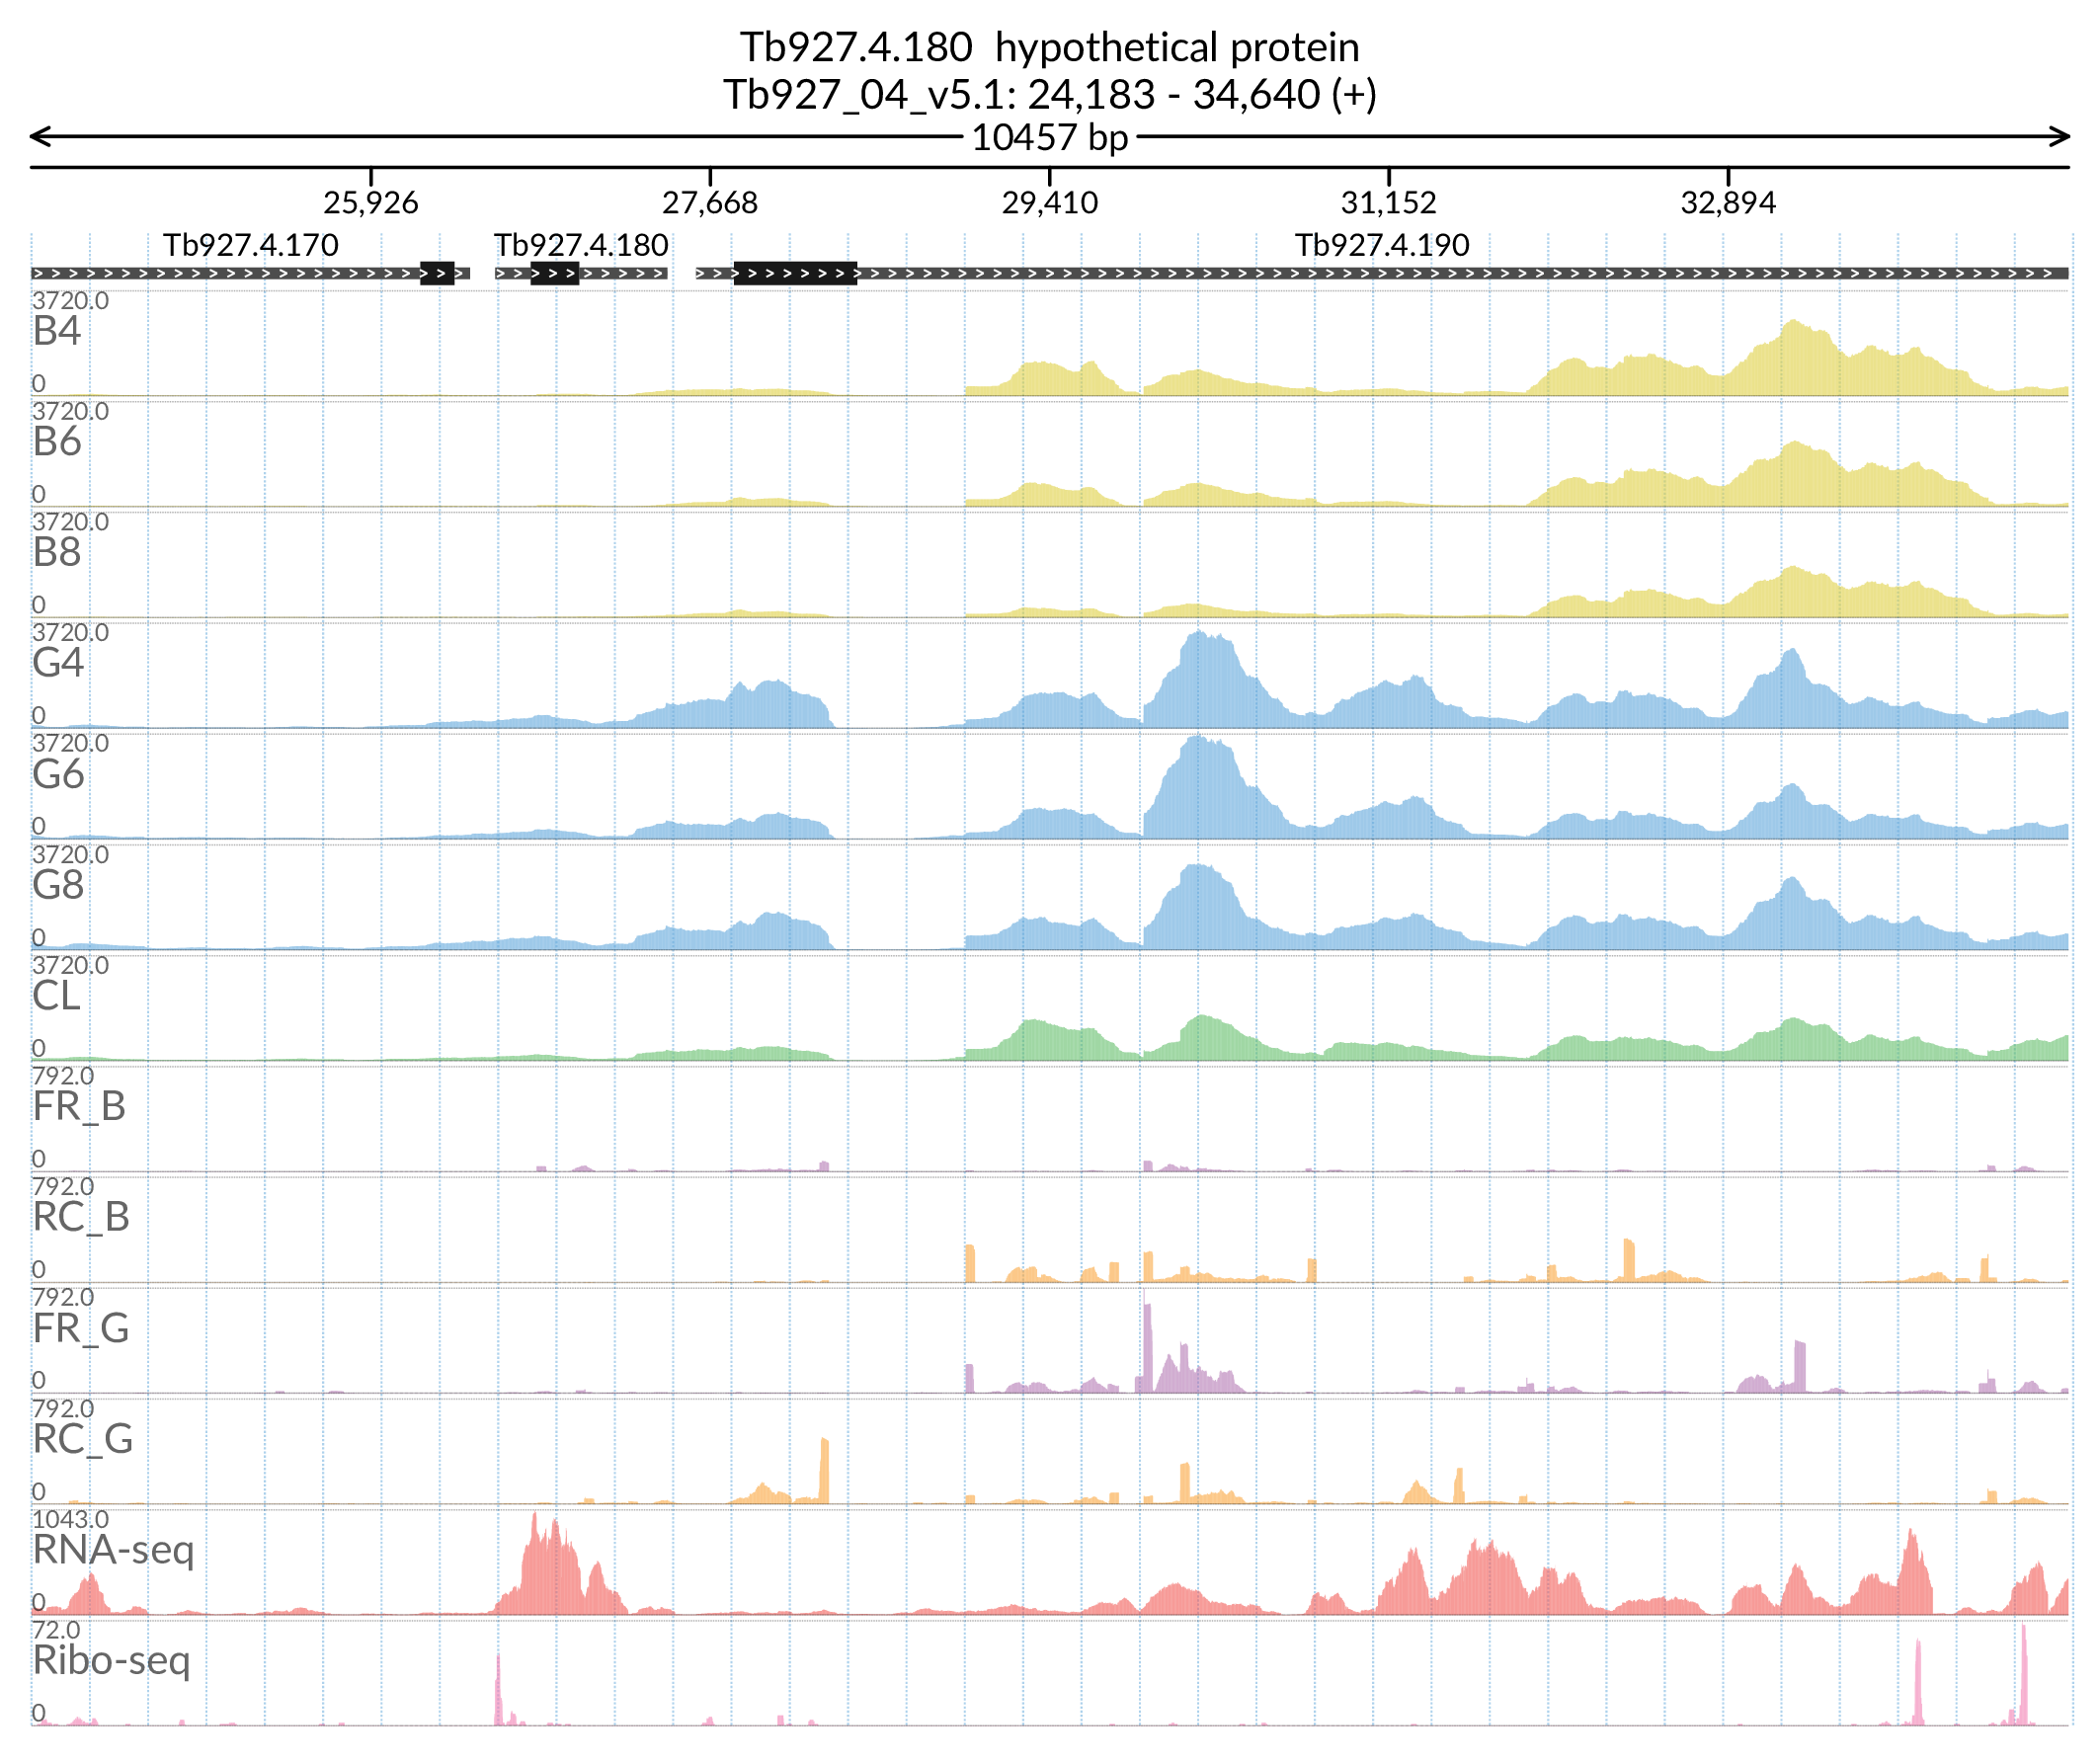 Tb927.4.180 hypothetical protein
Tb927_04_v5.1: 24,183 - 34,640 (+)
10457 bp
25,926 27,668 29,410 31,152 32,894
Tb927.4.170 Tb927.4.180 Tb927.4.190
3720.0
B4
0
3720.0
B6
0
3720.0
B8
0
3720.0
G4
0
3720.0
G6
0
3720.0
G8
0
3720.0
CL
0
792.0
FR_B
0
792.0
RC_B
0
792.0
FR_G
0
792.0
RC_G
0
1043.0
RNA-seq
0
72.0
Ribo-seq
0